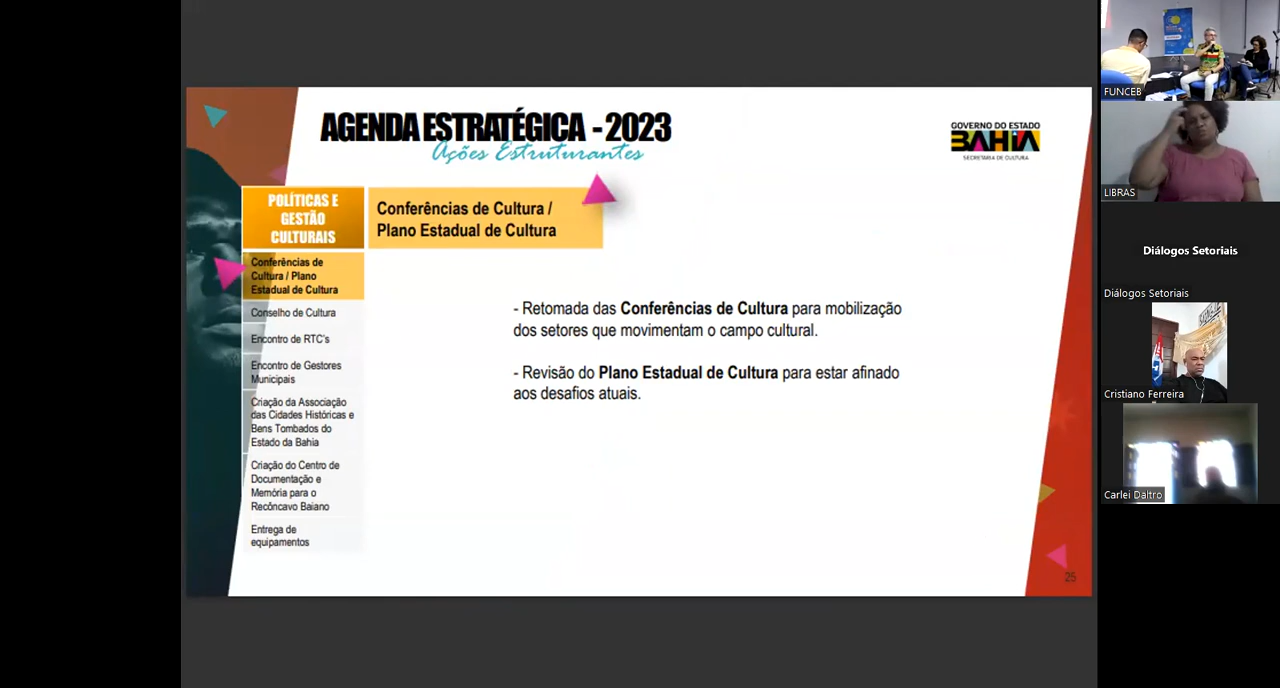 AGENDA ESTRATÉGICA - 2023
Ações Estruturantes
GOVERNO DO ESTADO
BAHIA
SECRETARIA DE CULTURA
POLÍTICAS E
GESTÃO
CULTURAIS
Conferências de Cultura /
Plano Estadual de Cultura
Conferências de
Cultura / Plano
Estadual de Cultura
Conselho de Cultura
Encontro de RTC's
Encontro de Gestores
Municipais
Criação da Associação
das Cidades Históricas e
Bens Tombados do
Estado da Bahia
Criação do Centro de
Documentação e
Memória para o
Recôncavo Baiano
Entrega de
equipamentos
- Retomada das Conferências de Cultura para mobilização
dos setores que movimentam o campo cultural.
- Revisão do Plano Estadual de Cultura para estar afinado
aos desafios atuais.
25
FUNCEB
LIBRAS
Diálogos Setoriais
Diálogos Setoriais
Cristiano Ferreira
Carlei Daltro